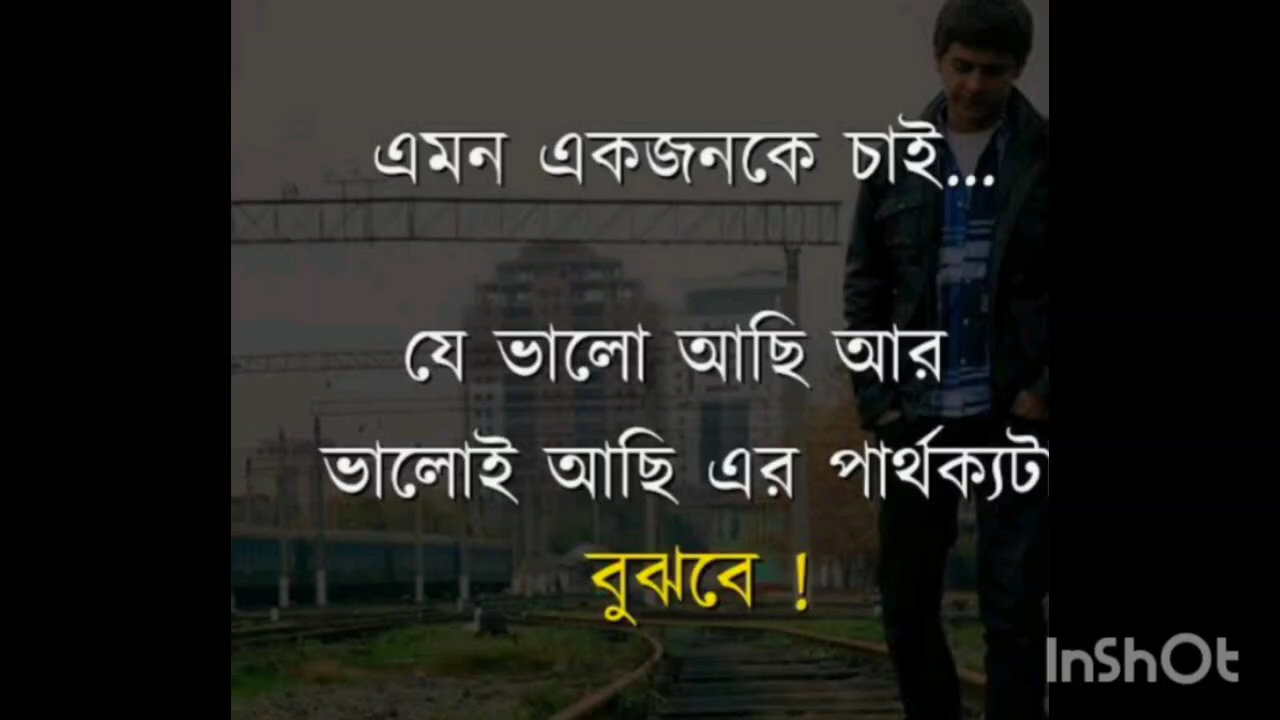 এমন একজনকে চাই...
যে ভালো আছি আর
ভালোই আছি এর পার্থক্যট
বুঝবে !
InShOt